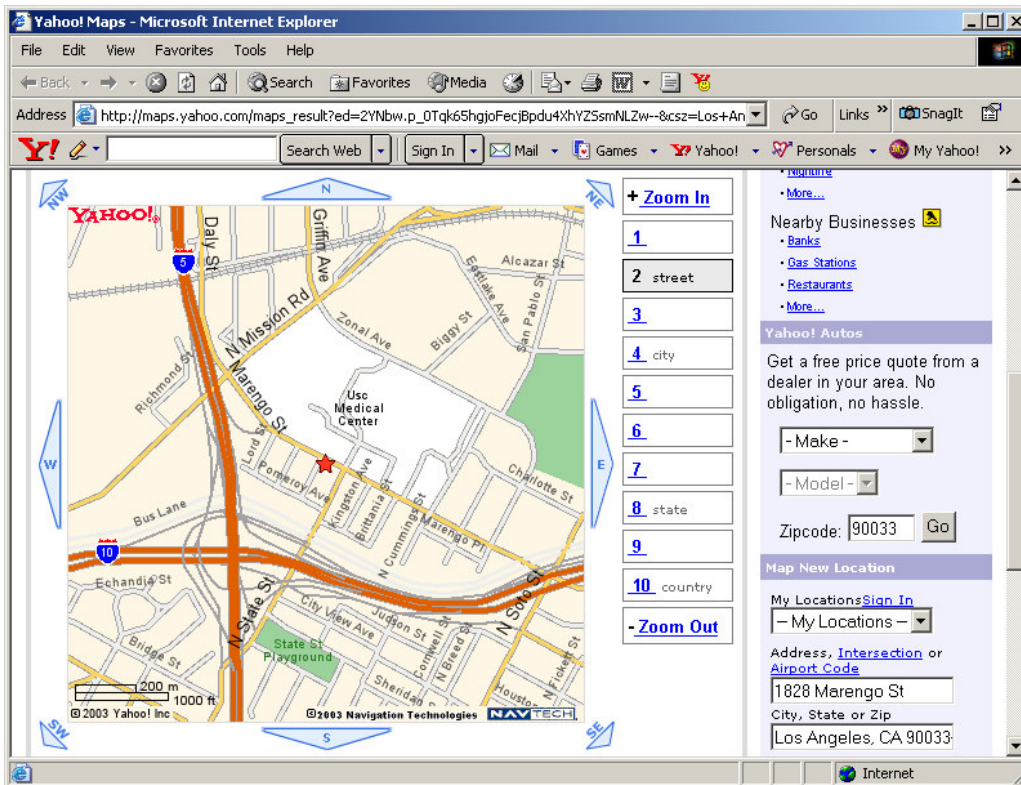 Yahoo! Maps - Microsoft Internet Explorer
File Edit View Favorites Tools Help
Back Search Favorites Media
Address http://maps.yahoo.com/maps_result?ed=2YNbw.p_0Tqk65hgjoFecjBpdu4XhYZSsmNLZw--&csz=Los+An Go Links » SnagIt
Y! Search Web Sign In Mail Games Yahoo! Personals My Yahoo! »
NW N NE
YAHOO!
Daly St
Griffin Ave
5
Alcazar St
Eastlake Ave
San Pablo St
N Mission Rd
Zonal Ave
Biggy St
Richmond St
Marengo St
Usc
Medical
Center
W
E
Lord St
Pomeroy Ave
Kingston Ave
Brittania St
N Cummings St
Charlotte St
Marengo Pl
Bus Lane
10
Echandia St
N State St
City View Ave
Judson St
N Soto St
Bridge St
State St
Playground
Cornwell St
N Breed St
N Fickett St
Sheridan
Houston
200 m
1000 ft
©2003 Yahoo! Inc
©2003 Navigation Technologies NAVTECH
SW S SE
+ Zoom In
1
2 street
3
4 city
5
6
7
8 state
9
10 country
- Zoom Out
Nightlife
More...
Nearby Businesses
Banks
Gas Stations
Restaurants
More...
Yahoo! Autos
Get a free price quote from a
dealer in your area. No
obligation, no hassle.
- Make -
- Model -
Zipcode: 90033 Go
Map New Location
My Locations Sign In
-- My Locations --
Address, Intersection or
Airport Code
1828 Marengo St
City, State or Zip
Los Angeles, CA 90033-
Internet